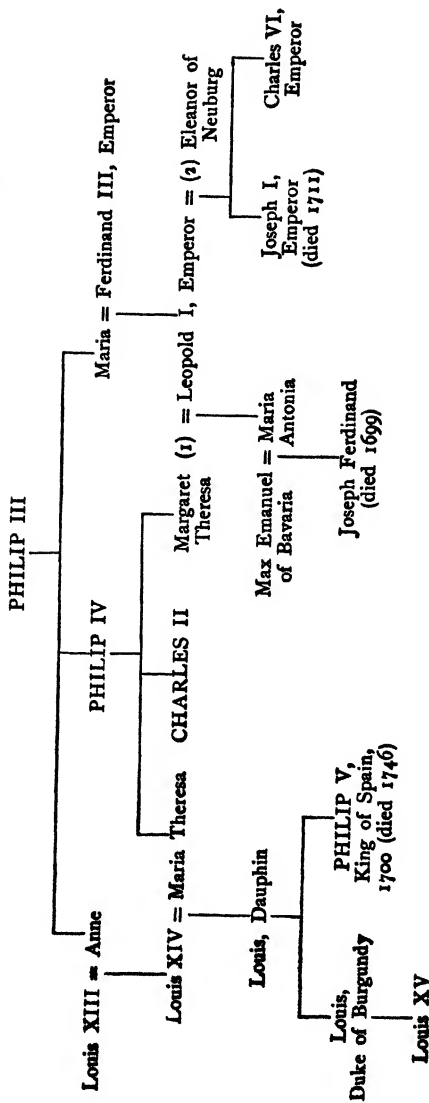 PHILIP III
Louis XIII = Anne
PHILIP IV
Maria = Ferdinand III, Emperor
Louis XIV = Maria Theresa
CHARLES II
Margaret (1) = Leopold I, Emperor = (2) Eleanor of
Theresa
Neuburg
Louis, Dauphin
Max Emanuel = Maria
of Bavaria
Antonia
Joseph I,
Emperor
(died 1711)
Charles VI,
Emperor
Louis,
Duke of Burgundy
PHILIP V,
King of Spain,
1700 (died 1746)
Joseph Ferdinand
(died 1699)
Louis XV